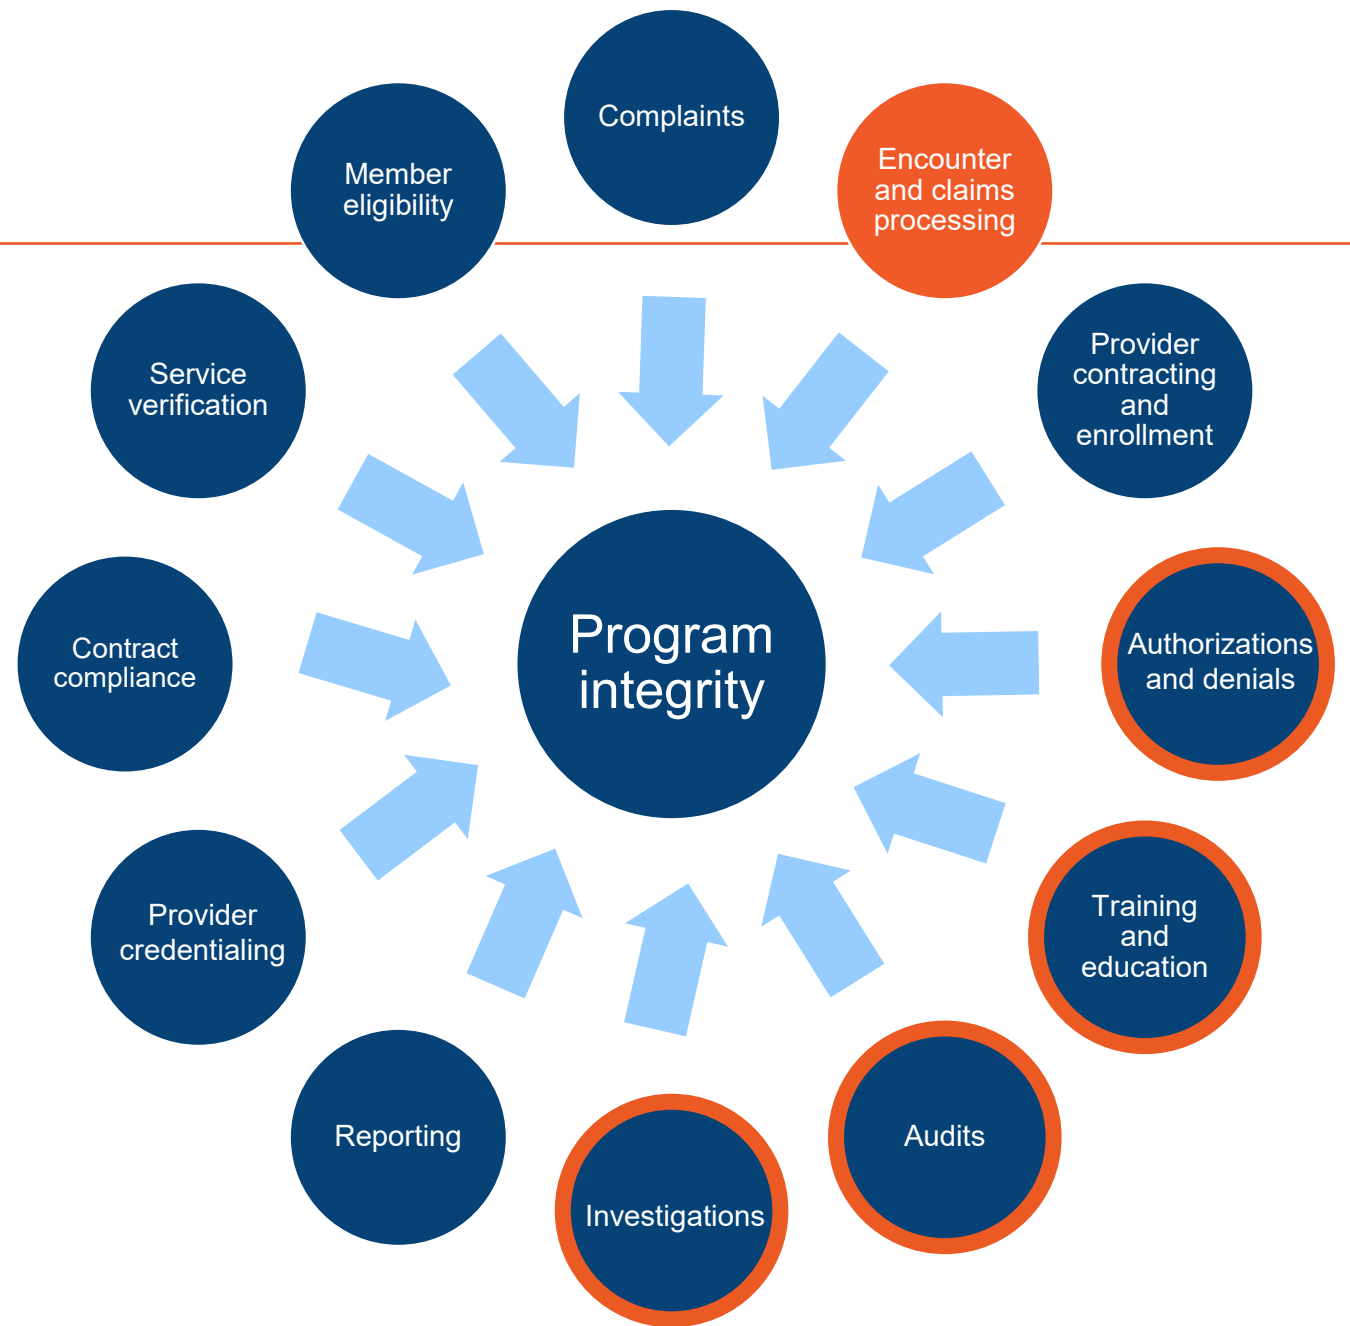 Complaints
Encounter
and claims
processing
Provider
contracting
and
enrollment
Authorizations
and denials
Training
and
education
Audits
Investigations
Reporting
Provider
credentialing
Contract
compliance
Service
verification
Member
eligibility
Program
integrity